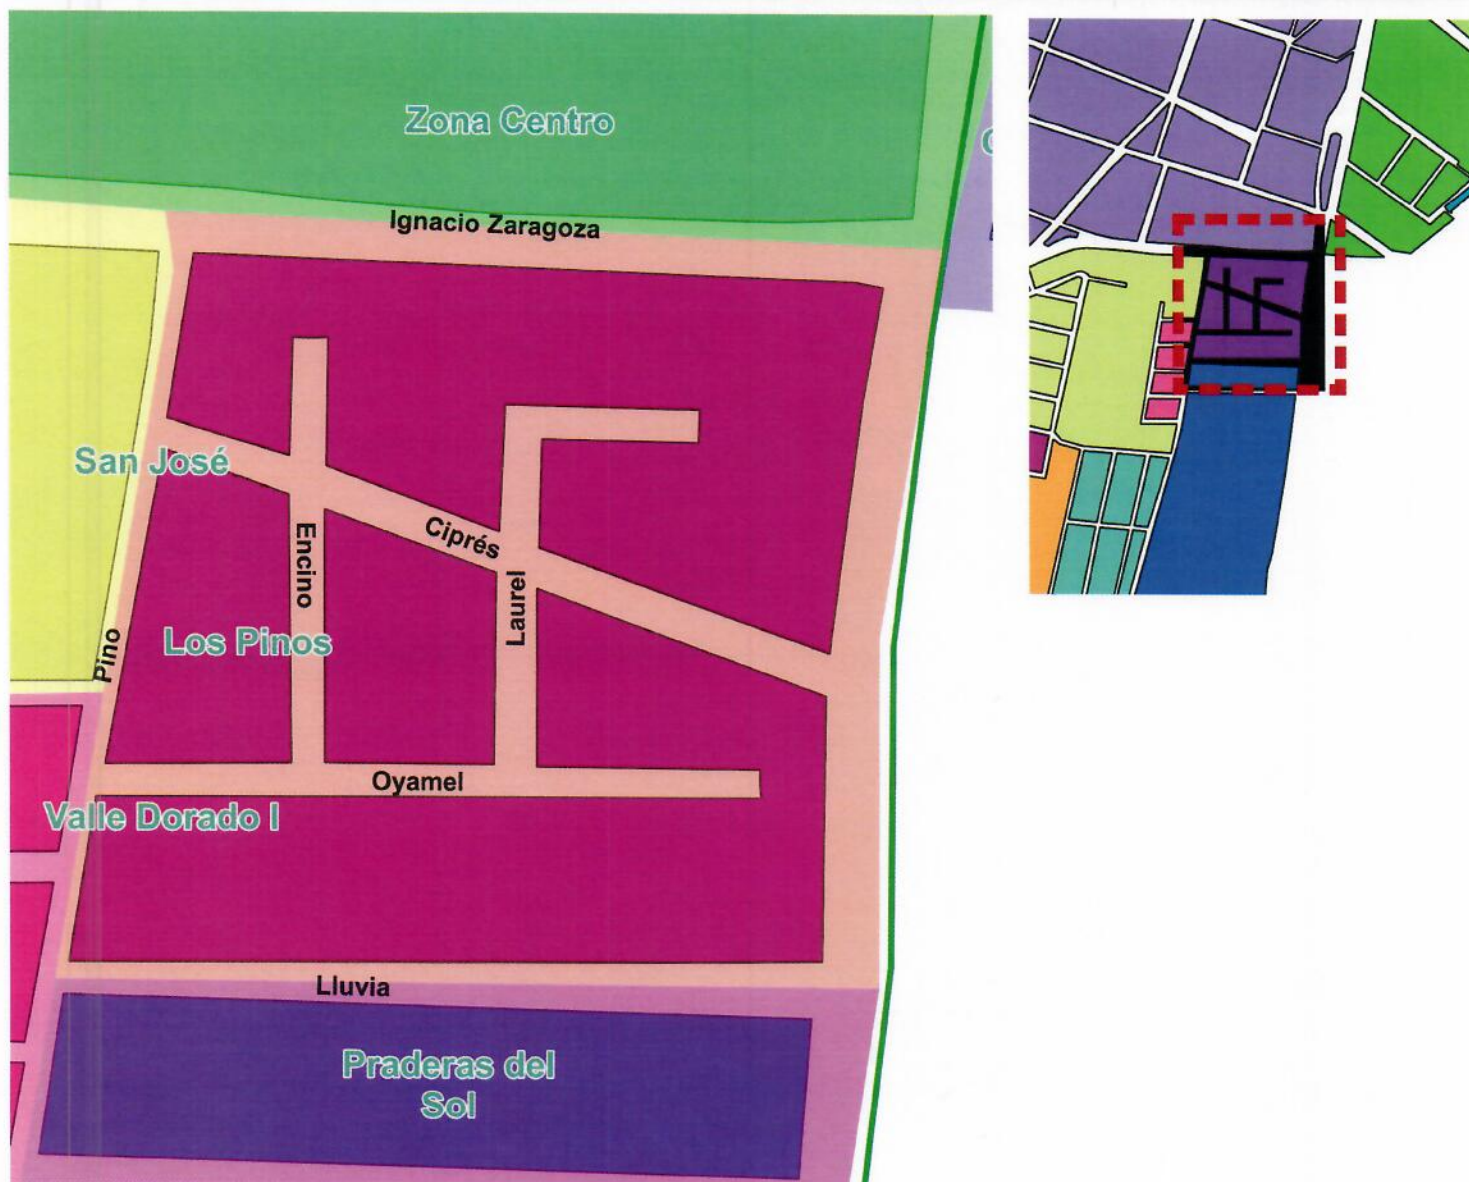 Zona Centro
Ignacio Zaragoza
San José
Ciprés
Encino
Laurel
Los Pinos
Pino
Oyamel
Valle Dorado I
Lluvia
Praderas del
Sol